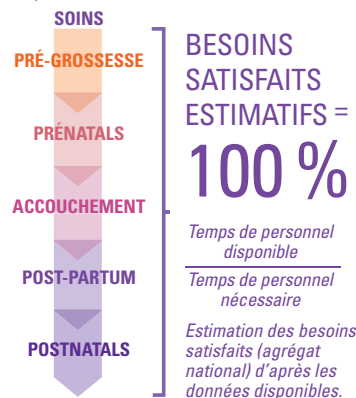 SOINS
PRÉ-GROSSESSE
PRÉNATALS
ACCOUCHEMENT
POST-PARTUM
POSTNATALS
BESOINS
SATISFAITS
ESTIMATIFS =
100 %
Temps de personnel
disponible
Temps de personnel
nécessaire
Estimation des besoins
satisfaits (agrégat
national) d’après les
données disponibles.